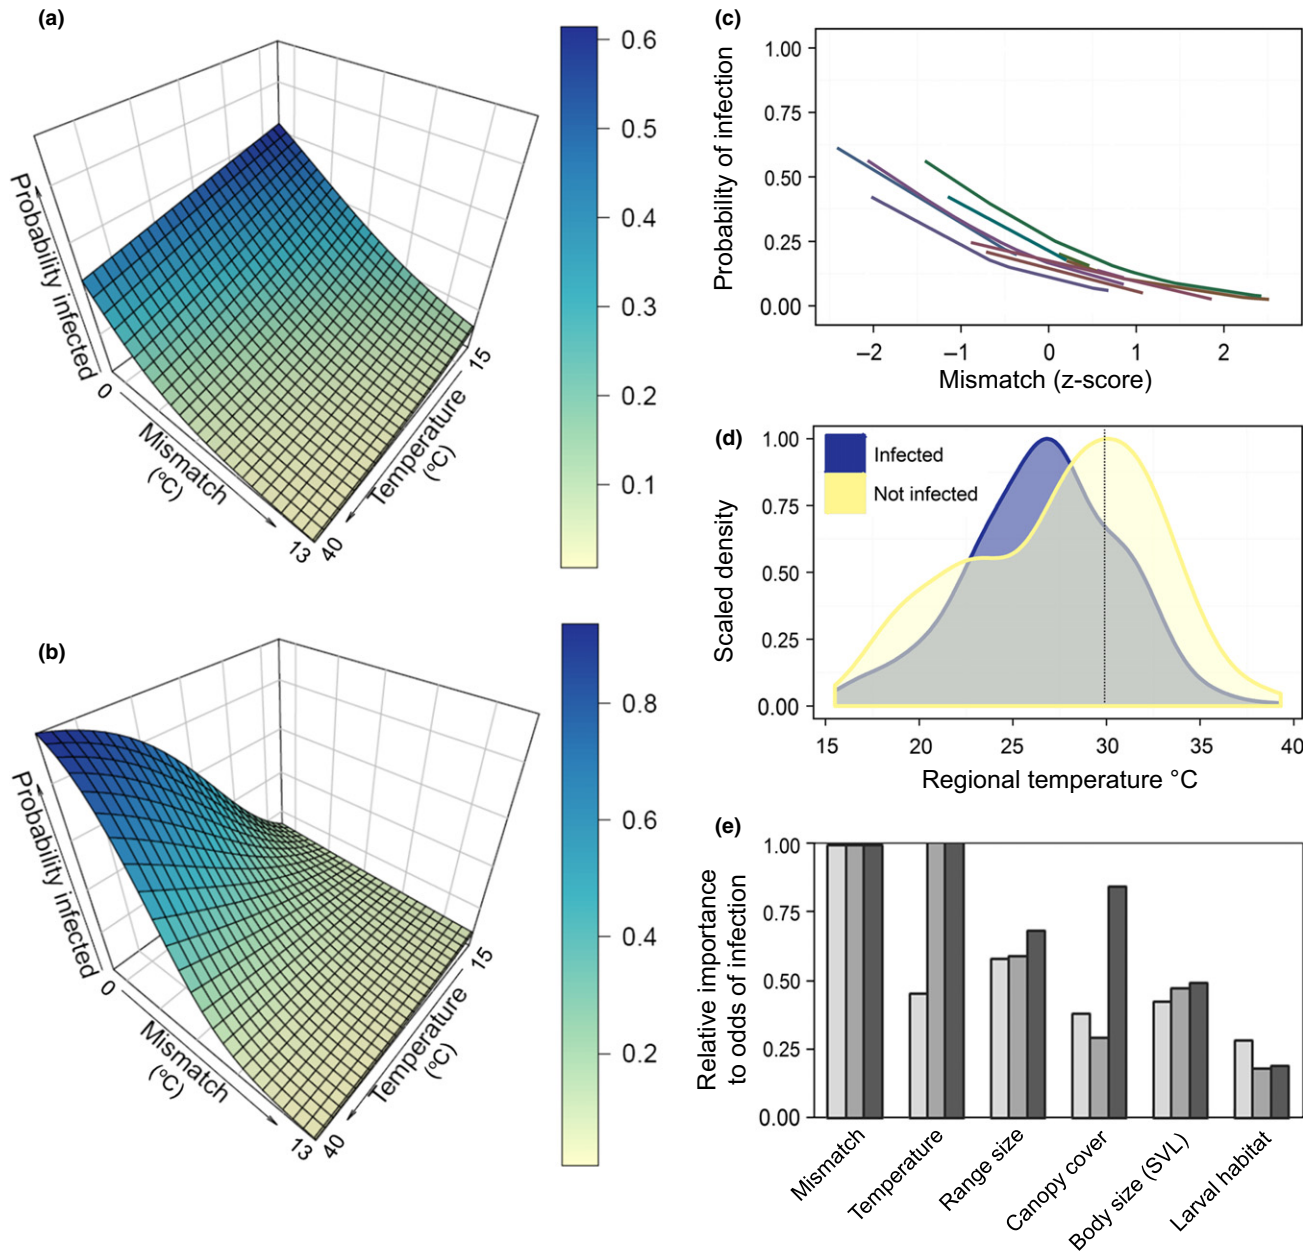 (a)
0.6
0.5
0.4
0.3
0.2
0.1
Probability infected
0
Mismatch
(ºC)
13
40
Temperature
(ºC)
15
(b)
0.8
0.6
0.4
0.2
Probability infected
0
Mismatch
(ºC)
13
40
Temperature
(ºC)
15
(c)
Probability of infection
1.00
0.75
0.50
0.25
0.00
–2 –1 0 1 2
Mismatch (z-score)
(d)
Scaled density
1.00
0.75
0.50
0.25
0.00
Infected
Not infected
15 20 25 30 35 40
Regional temperature °C
(e)
Relative importance
to odds of infection
1.00
0.75
0.50
0.25
0.00
Mismatch
Temperature
Range size
Canopy cover
Body size (SVL)
Larval habitat